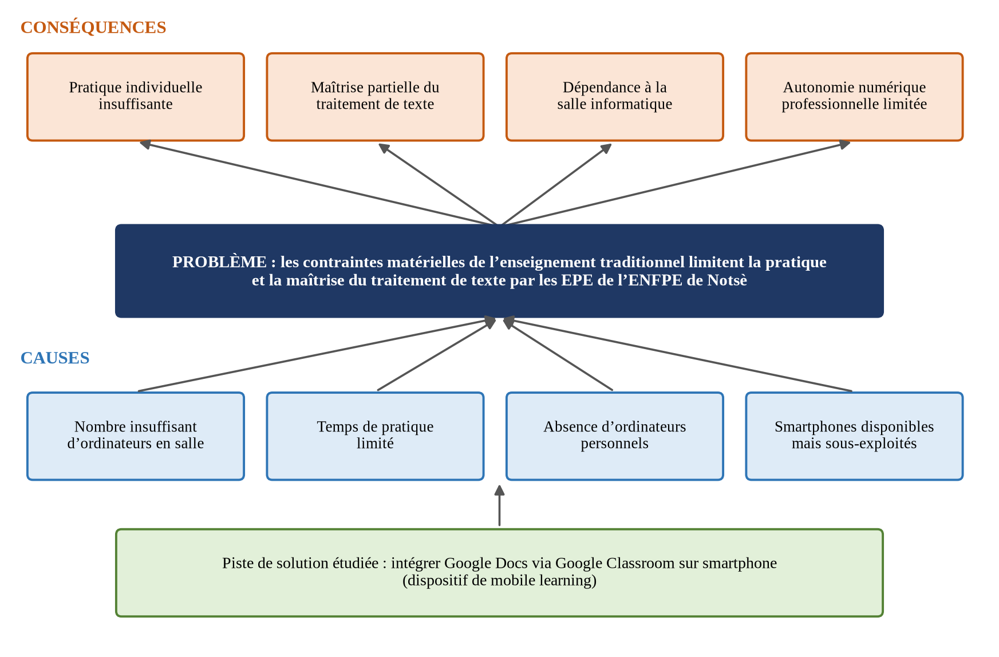 CONSÉQUENCES
Pratique individuelle
insuffisante
Maîtrise partielle du
traitement de texte
Dépendance à la
salle informatique
Autonomie numérique
professionnelle limitée
PROBLÈME : les contraintes matérielles de l’enseignement traditionnel limitent la pratique
et la maîtrise du traitement de texte par les EPE de l’ENFPE de Notsè
CAUSES
Nombre insuffisant
d’ordinateurs en salle
Temps de pratique
limité
Absence d’ordinateurs
personnels
Smartphones disponibles
mais sous-exploités
Piste de solution étudiée : intégrer Google Docs via Google Classroom sur smartphone
(dispositif de mobile learning)